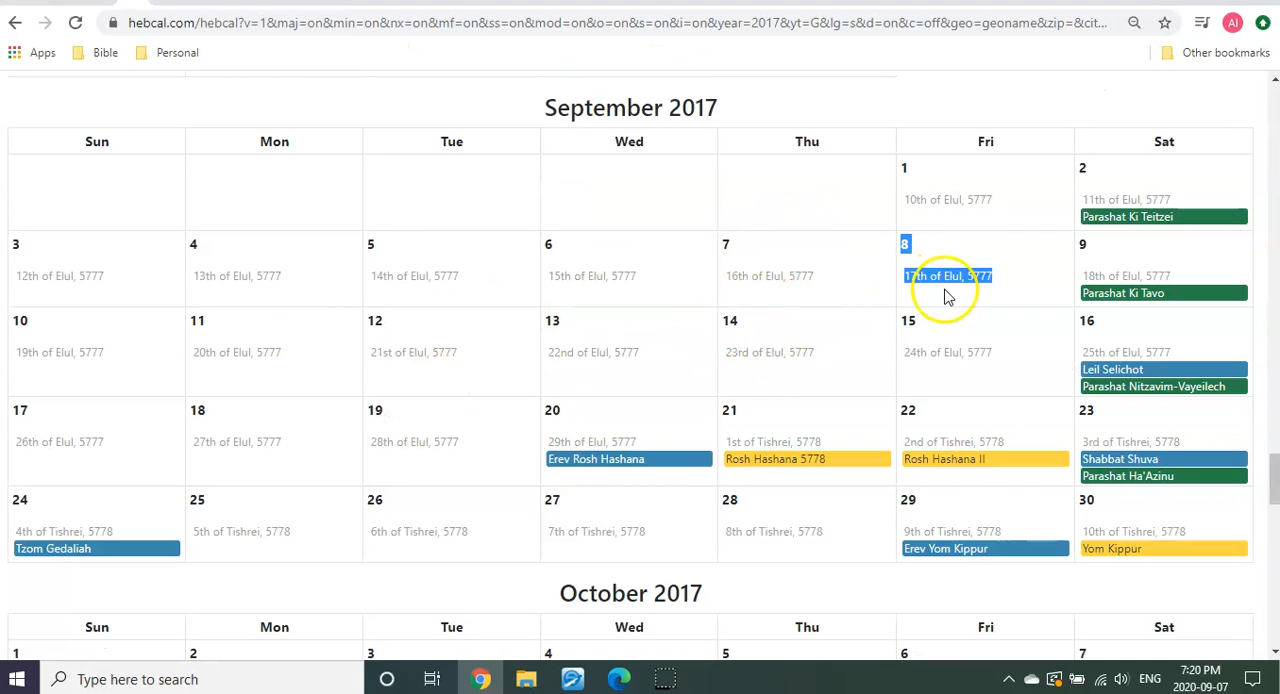 hebcal.com/hebcal?v=1&maj=on&min=on&nx=on&mf=on&ss=on&mod=on&o=on&s=on&i=on&year=2017&yt=G&lg=s&d=on&c=off&geo=geoname&zip=&cit...
AI
Apps Bible Personal Other bookmarks
September 2017
Sun Mon Tue Wed Thu Fri Sat
1 2
10th of Elul, 5777 11th of Elul, 5777
Parashat Ki Teitzei
3 4 5 6 7 8 9
12th of Elul, 5777 13th of Elul, 5777 14th of Elul, 5777 15th of Elul, 5777 16th of Elul, 5777 17th of Elul, 5777 18th of Elul, 5777
Parashat Ki Tavo
10 11 12 13 14 15 16
19th of Elul, 5777 20th of Elul, 5777 21st of Elul, 5777 22nd of Elul, 5777 23rd of Elul, 5777 24th of Elul, 5777 25th of Elul, 5777
Leil Selichot
Parashat Nitzavim-Vayeilech
17 18 19 20 21 22 23
26th of Elul, 5777 27th of Elul, 5777 28th of Elul, 5777 29th of Elul, 5777 1st of Tishrei, 5778 2nd of Tishrei, 5778 3rd of Tishrei, 5778
Erev Rosh Hashana Rosh Hashana 5778 Rosh Hashana II Shabbat Shuva
Parashat Ha'Azinu
24 25 26 27 28 29 30
4th of Tishrei, 5778 5th of Tishrei, 5778 6th of Tishrei, 5778 7th of Tishrei, 5778 8th of Tishrei, 5778 9th of Tishrei, 5778 10th of Tishrei, 5778
Tzom Gedaliah Erev Yom Kippur Yom Kippur
October 2017
Sun Mon Tue Wed Thu Fri Sat
1 2 3 4 5 6 7
Type here to search
ENG
7:20 PM
2020-09-07